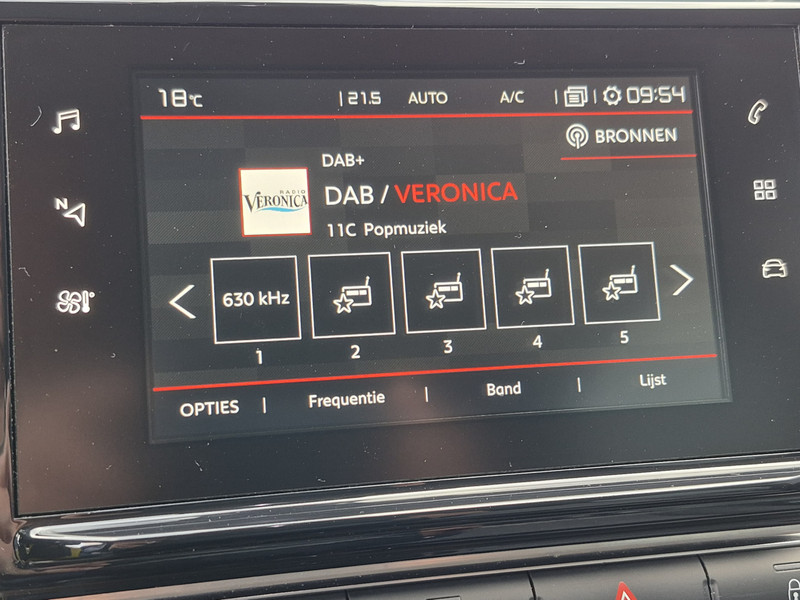 18°C | 21.5 AUTO A/C | | 09:54
BRONNEN
DAB+
RADIO
VERONICA
DAB / VERONICA
11C Popmuziek
N
630 kHz
1 2 3 4 5
OPTIES | Frequentie | Band | Lijst